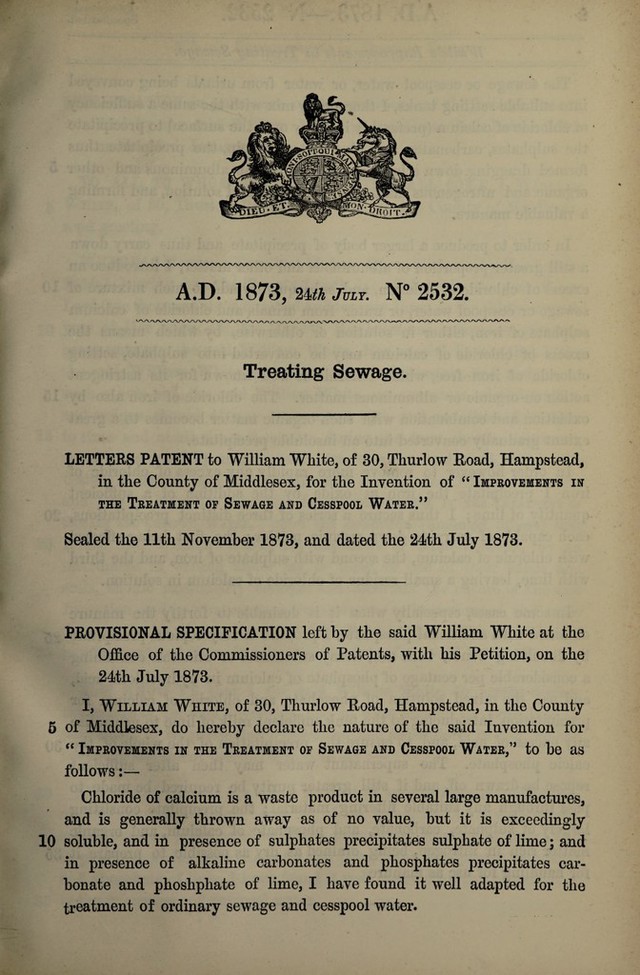 DIEU·ET·MON·DROIT.
A.D. 1873, 24th JULY. N° 2532.
Treating Sewage.
LETTERS PATENT to William White, of 30, Thurlow Road, Hampstead,
in the County of Middlesex, for the Invention of “IMPROVEMENTS IN
THE TREATMENT OF SEWAGE AND CESSPOOL WATER.”
Sealed the 11th November 1873, and dated the 24th July 1873.
PROVISIONAL SPECIFICATION left by the said William White at the
Office of the Commissioners of Patents, with his Petition, on the
24th July 1873.
I, WILLIAM WHITE, of 30, Thurlow Road, Hampstead, in the County
5 of Middlesex, do hereby declare the nature of the said Invention for
“IMPROVEMENTS IN THE TREATMENT OF SEWAGE AND CESSPOOL WATER,” to be as
follows:—
Chloride of calcium is a waste product in several large manufactures,
and is generally thrown away as of no value, but it is exceedingly
10 soluble, and in presence of sulphates precipitates sulphate of lime; and
in presence of alkaline carbonates and phosphates precipitates car-
bonate and phoshphate of lime, I have found it well adapted for the
treatment of ordinary sewage and cesspool water.